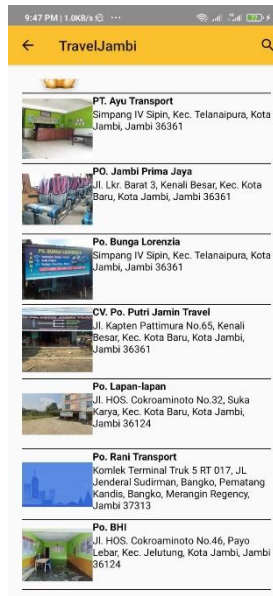 9:47 PM | 1.0KB/s
TravelJambi
PT. Ayu Transport
Simpang IV Sipin, Kec. Telanaipura, Kota
Jambi, Jambi 36361
PO. Jambi Prima Jaya
Jl. Lkr. Barat 3, Kenali Besar, Kec. Kota
Baru, Kota Jambi, Jambi 36361
Po. Bunga Lorenzia
Simpang IV Sipin, Kec. Telanaipura, Kota
Jambi, Jambi 36361
CV. Po. Putri Jamin Travel
Jl. Kapten Pattimura No.65, Kenali
Besar, Kec. Kota Baru, Kota Jambi,
Jambi 36361
Po. Lapan-lapan
Jl. HOS. Cokroaminoto No.32, Suka
Karya, Kec. Kota Baru, Kota Jambi,
Jambi 36124
Po. Rani Transport
Komlek Terminal Truk 5 RT 017, JL
Jenderal Sudirman, Bangko, Pematang
Kandis, Bangko, Merangin Regency,
Jambi 37313
Po. BHI
Jl. HOS. Cokroaminoto No.46, Payo
Lebar, Kec. Jelutung, Kota Jambi, Jambi
36124